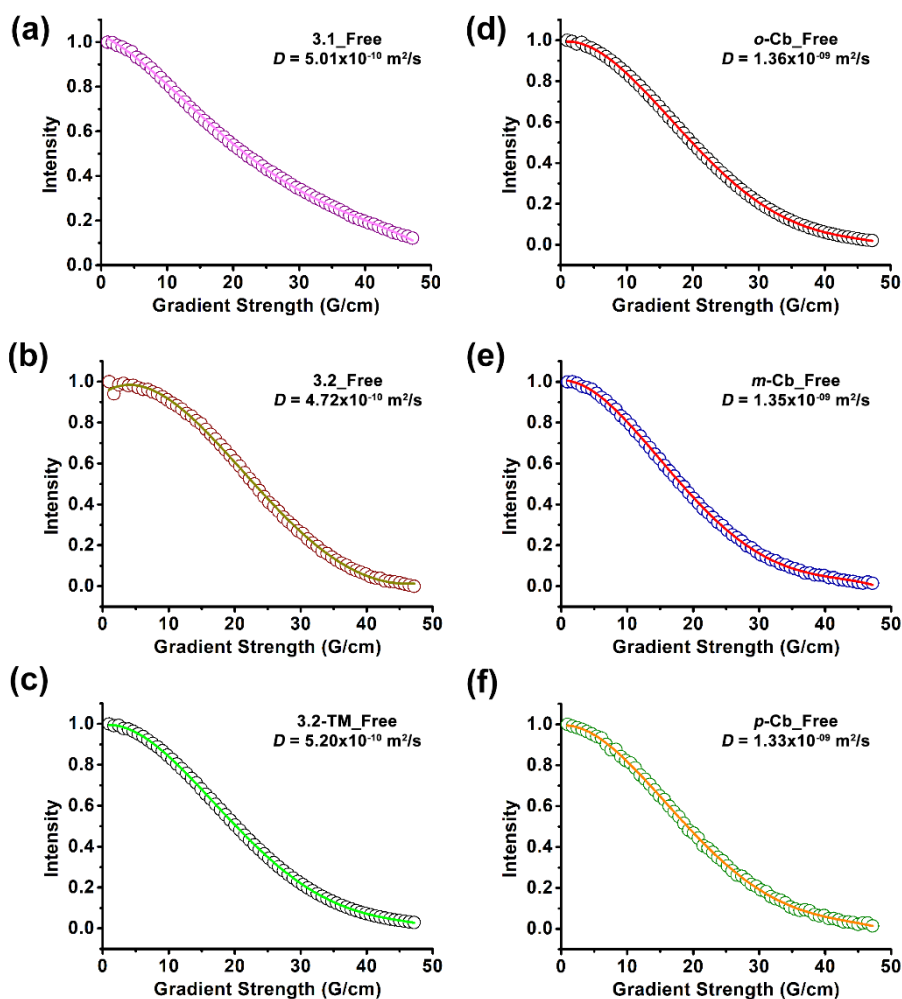 (a)
3.1_Free
D = 5.01x10⁻¹⁰ m²/s
Intensity
1.0
0.8
0.6
0.4
0.2
0.0
0 10 20 30 40 50
Gradient Strength (G/cm)
(d)
o-Cb_Free
D = 1.36x10⁻⁰⁹ m²/s
Intensity
1.0
0.8
0.6
0.4
0.2
0.0
0 10 20 30 40 50
Gradient Strength (G/cm)
(b)
3.2_Free
D = 4.72x10⁻¹⁰ m²/s
Intensity
1.0
0.8
0.6
0.4
0.2
0.0
0 10 20 30 40 50
Gradient Strength (G/cm)
(e)
m-Cb_Free
D = 1.35x10⁻⁰⁹ m²/s
Intensity
1.0
0.8
0.6
0.4
0.2
0.0
0 10 20 30 40 50
Gradient Strength (G/cm)
(c)
3.2-TM_Free
D = 5.20x10⁻¹⁰ m²/s
Intensity
1.0
0.8
0.6
0.4
0.2
0.0
0 10 20 30 40 50
Gradient Strength (G/cm)
(f)
p-Cb_Free
D = 1.33x10⁻⁰⁹ m²/s
Intensity
1.0
0.8
0.6
0.4
0.2
0.0
0 10 20 30 40 50
Gradient Strength (G/cm)